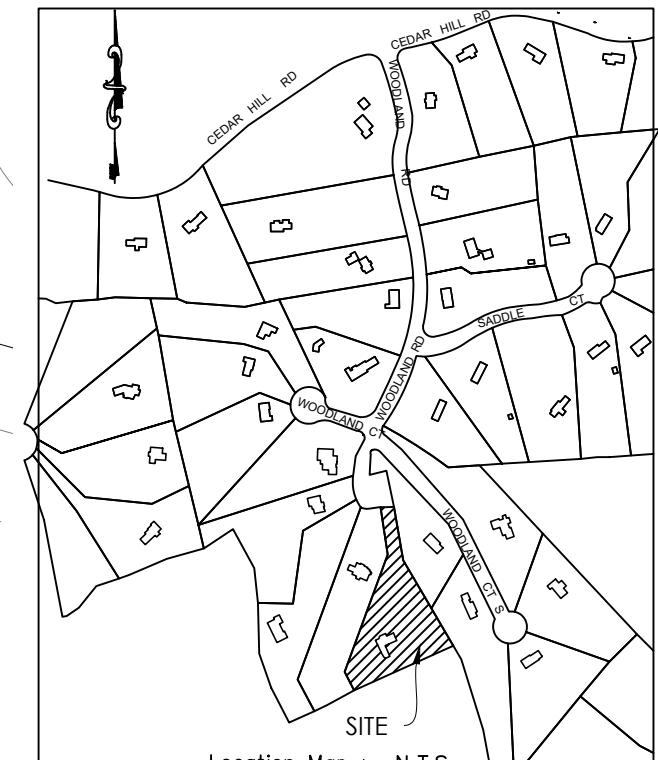 CEDAR HILL RD
CEDAR HILL RD
WOODLAND RD
SADDLE CT
WOODLAND RD
WOODLAND CT
WOODLAND CT S
SITE
Location Map - N.T.S.